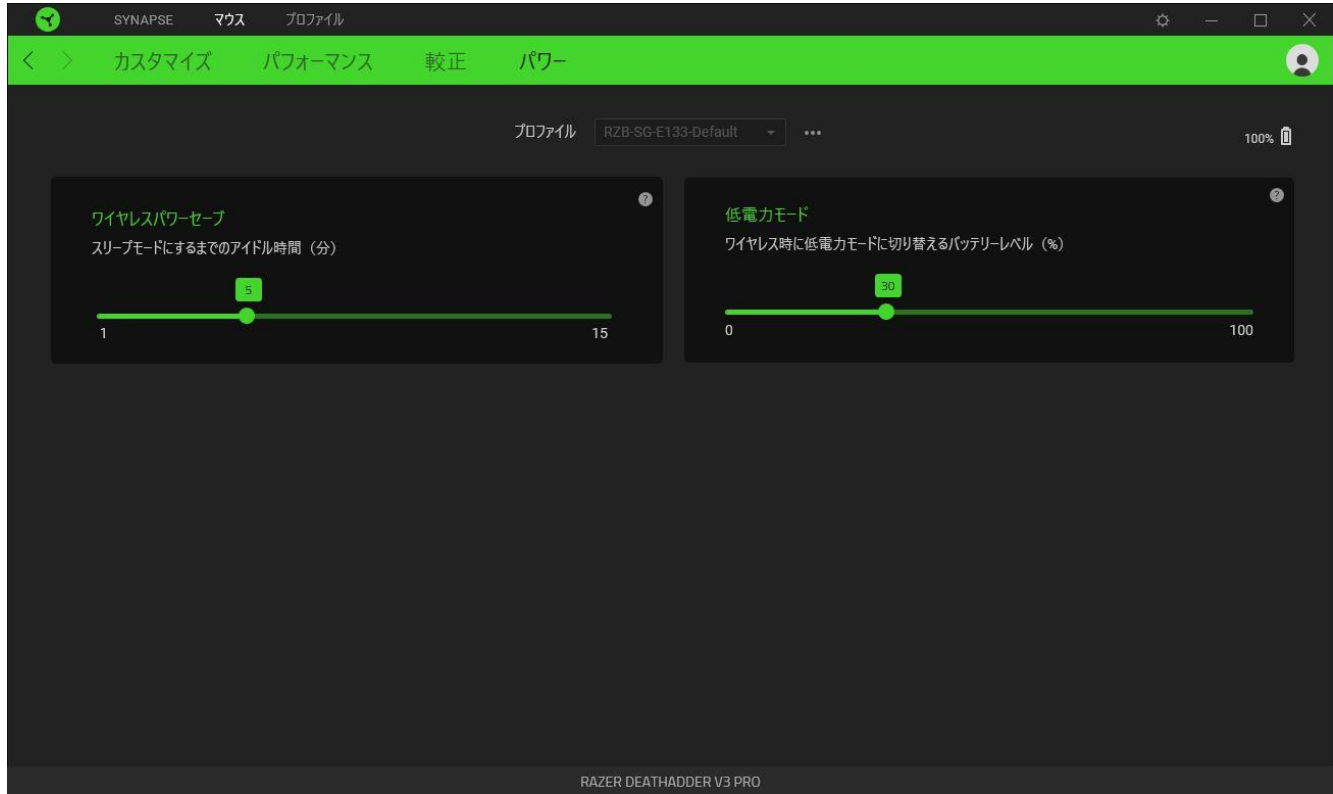 SYNAPSE マウス プロファイル
カスタマイズ パフォーマンス 較正 パワー
プロファイル RZB-SG-E133-Default
100%
ワイヤレスパワーセーブ
スリープモードにするまでのアイドル時間（分）
5
1 15
低電力モード
ワイヤレス時に低電力モードに切り替えるバッテリーレベル（%）
30
0 100
RAZER DEATHADDER V3 PRO